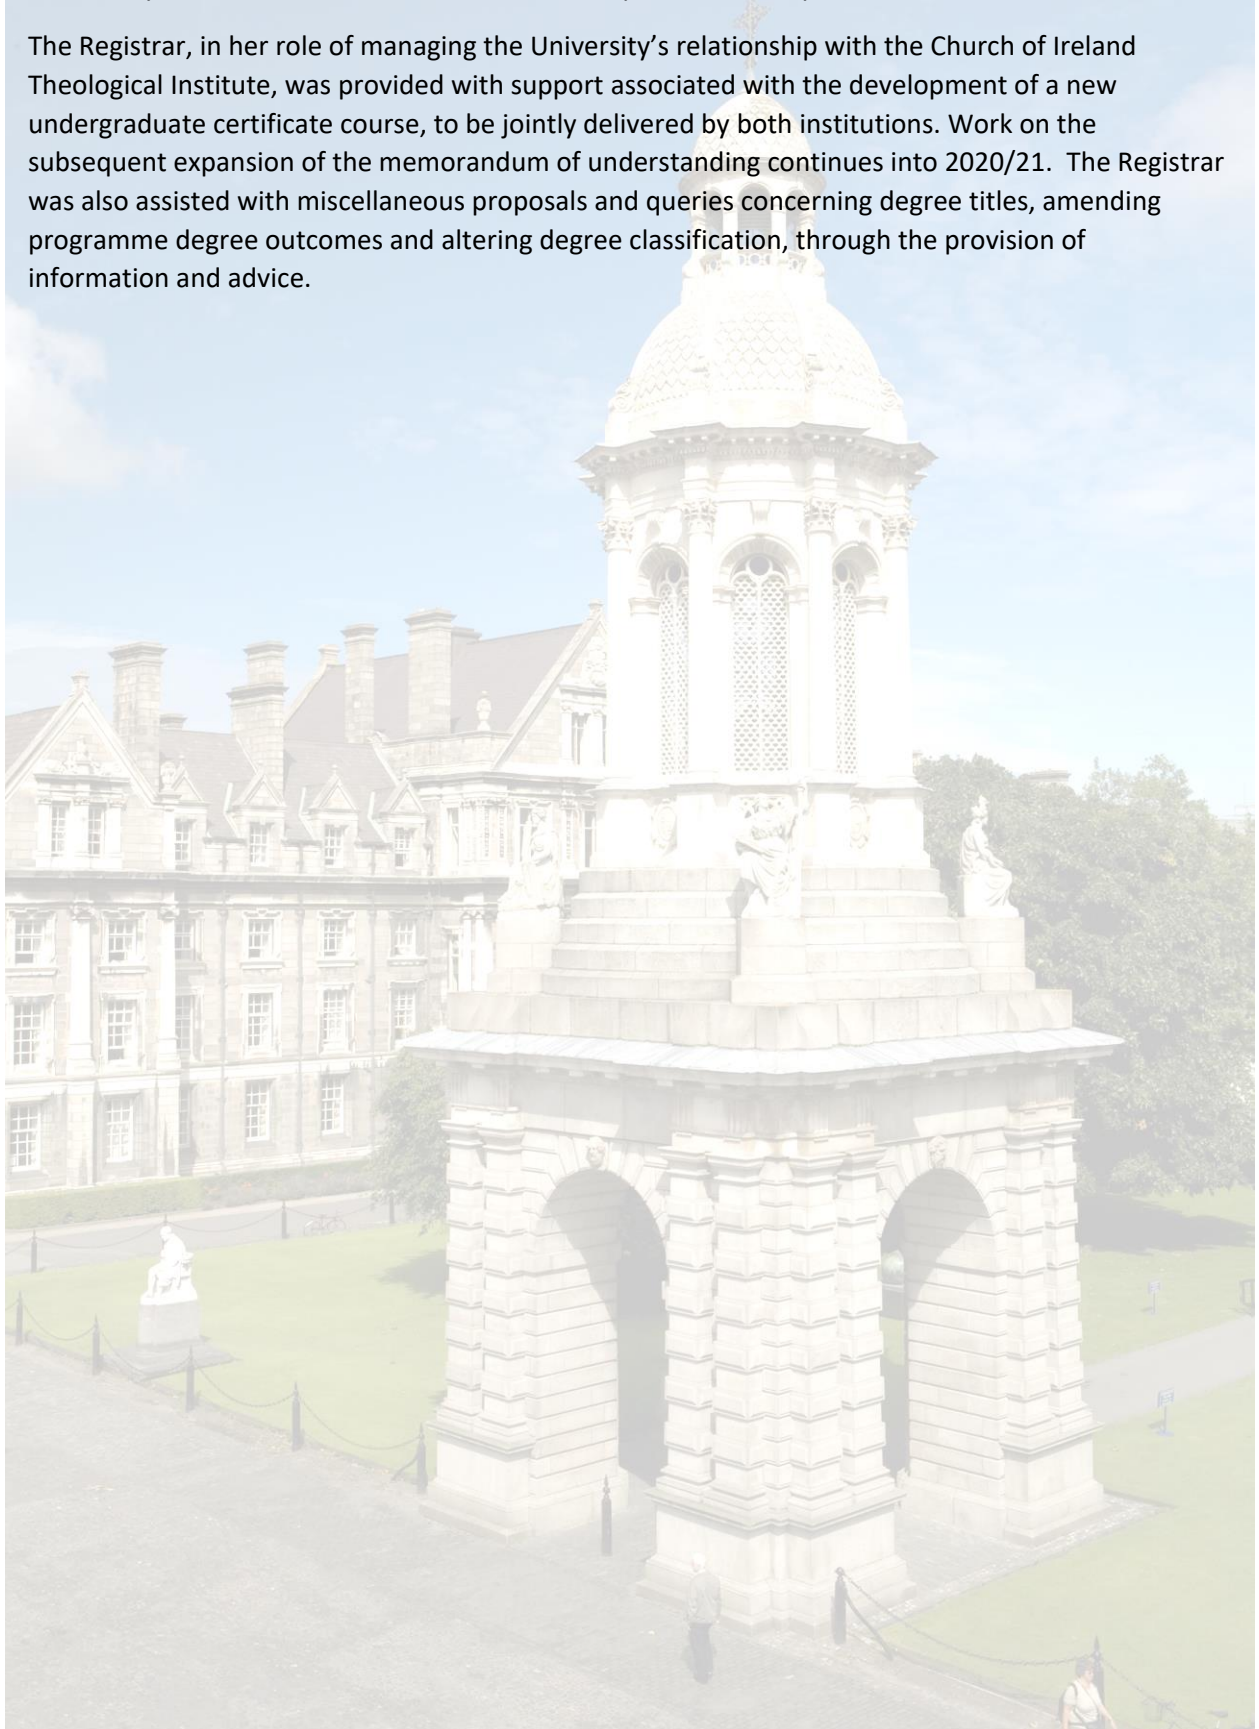 The Registrar, in her role of managing the University’s relationship with the Church of Ireland
Theological Institute, was provided with support associated with the development of a new
undergraduate certificate course, to be jointly delivered by both institutions. Work on the
subsequent expansion of the memorandum of understanding continues into 2020/21.  The Registrar
was also assisted with miscellaneous proposals and queries concerning degree titles, amending
programme degree outcomes and altering degree classification, through the provision of
information and advice.